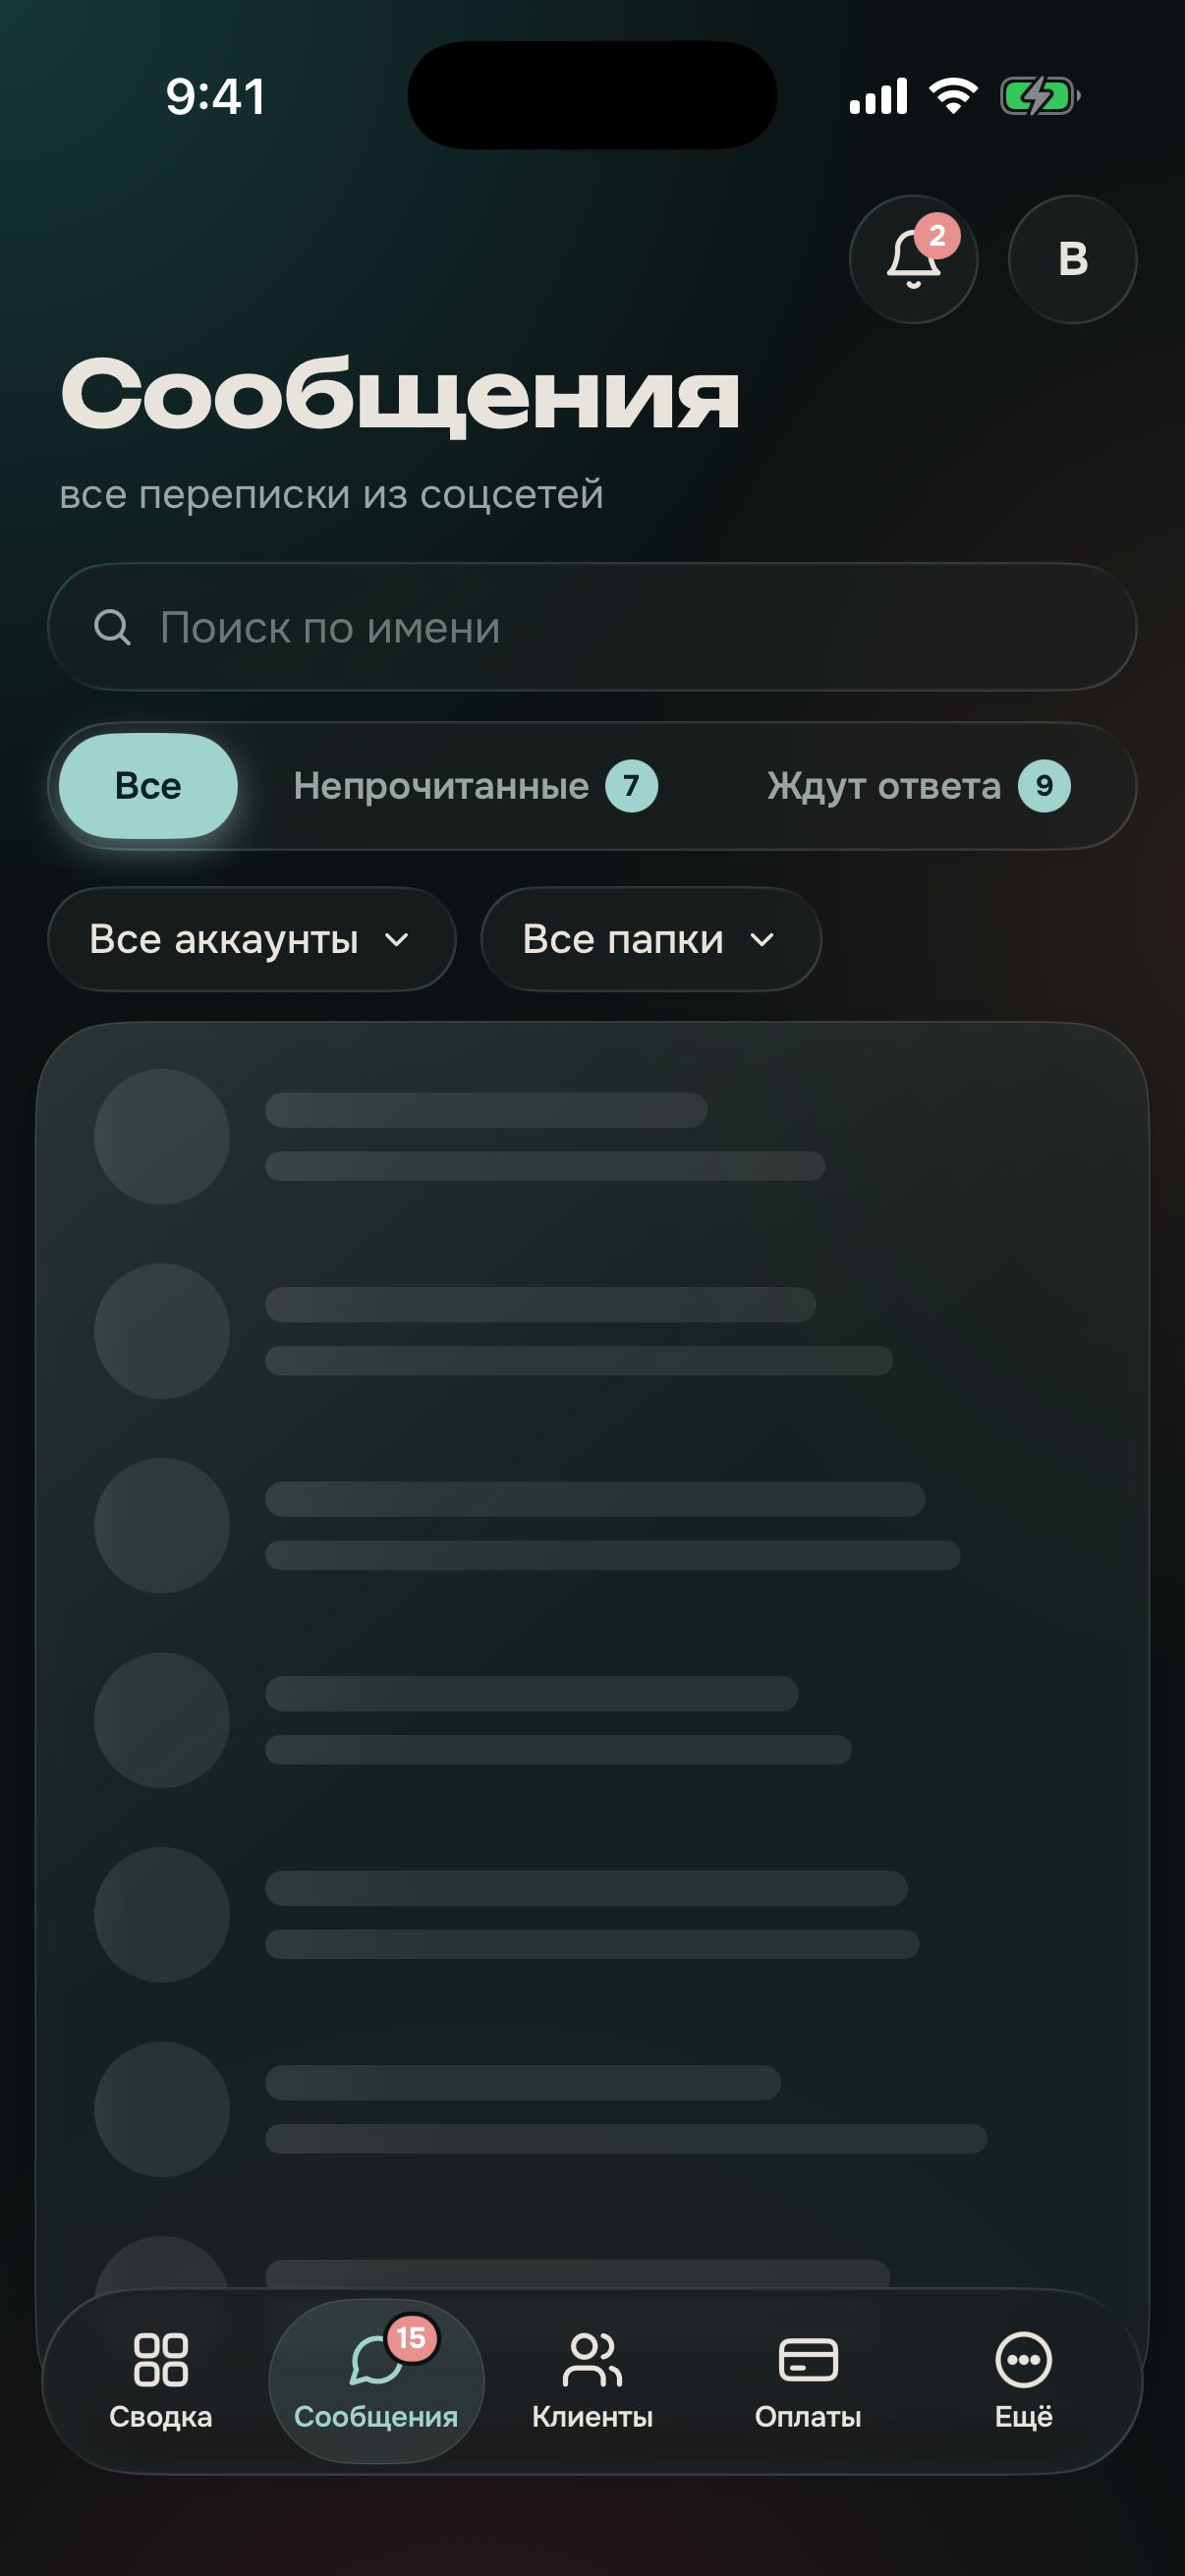 9:41
2
B
Сообщения
все переписки из соцсетей
Поиск по имени
Все Непрочитанные 7 Ждут ответа 9
Все аккаунты Все папки
15
Сводка Сообщения Клиенты Оплаты Ещё